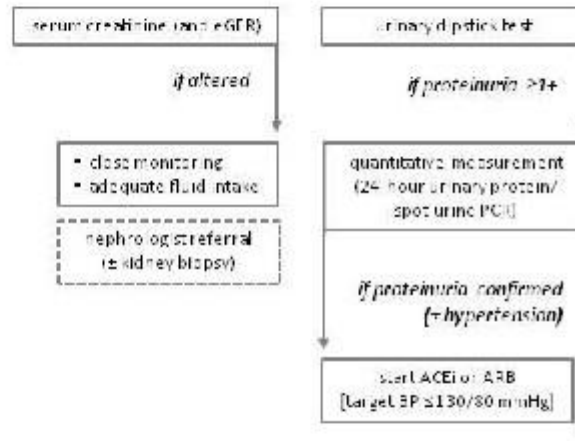 serum creatinine (and eGFR)
if altered
▪ close monitoring
▪ adequate fluid intake
nephrologist referral
(± kidney biopsy)
urinary dipstick test
if proteinuria ≥1+
quantitative measurement
(24-hour urinary protein/
spot urine PCR)
if proteinuria confirmed
(± hypertension)
start ACEi or ARB
[target BP ≤130/80 mmHg]